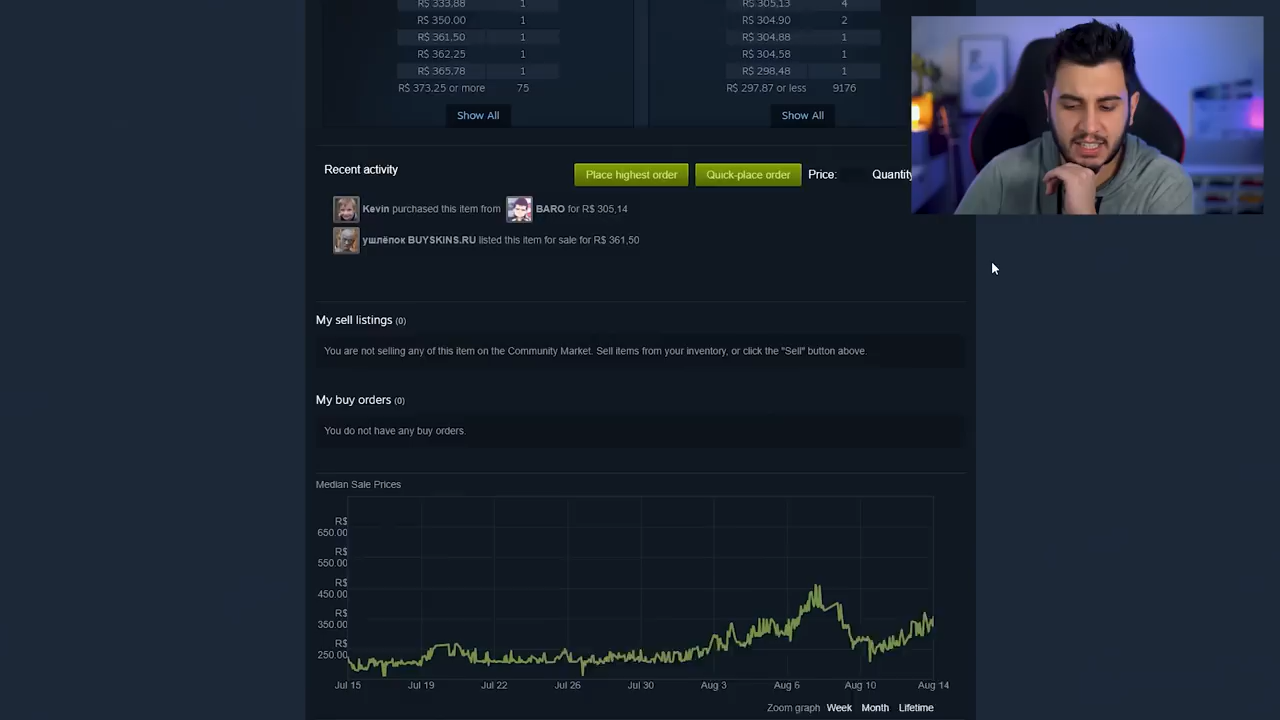 R$ 333,88 1 R$ 305,13 4
R$ 350.00 1 R$ 304.90 2
R$ 361,50 1 R$ 304,88 1
R$ 362.25 1 R$ 304,58 1
R$ 365,78 1 R$ 298,48 1
R$ 373.25 or more 75 R$ 297.87 or less 9176
Show All Show All
Recent activity Place highest order Quick-place order Price: Quantity
Kevin purchased this item from BARO for R$ 305,14
ушлёпок BUYSKINS.RU listed this item for sale for R$ 361,50
My sell listings (0)
You are not selling any of this item on the Community Market. Sell items from your inventory, or click the "Sell" button above.
My buy orders (0)
You do not have any buy orders.
Median Sale Prices
R$
650.00
R$
550.00
R$
450.00
R$
350.00
R$
250.00
Jul 15 Jul 19 Jul 22 Jul 26 Jul 30 Aug 3 Aug 6 Aug 10 Aug 14
Zoom graph Week Month Lifetime